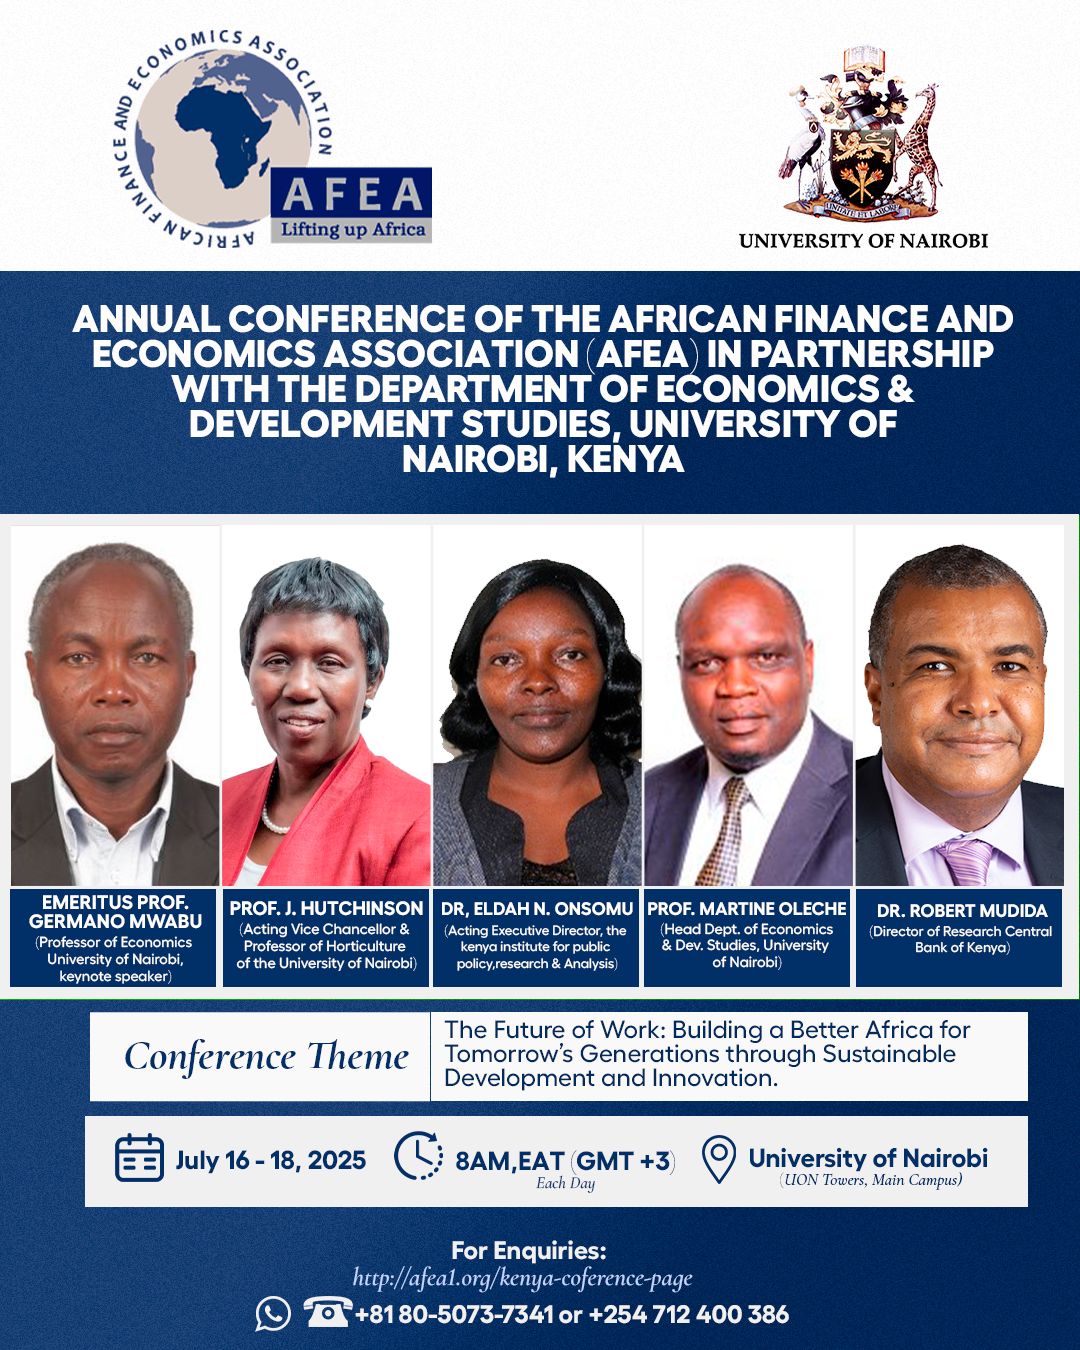 AFRICAN FINANCE AND ECONOMICS ASSOCIATION
AFEA
Lifting up Africa
UNITATE ET LABORE
UNIVERSITY OF NAIROBI
ANNUAL CONFERENCE OF THE AFRICAN FINANCE AND
ECONOMICS ASSOCIATION (AFEA) IN PARTNERSHIP
WITH THE DEPARTMENT OF ECONOMICS &
DEVELOPMENT STUDIES, UNIVERSITY OF
NAIROBI, KENYA
EMERITUS PROF.
GERMANO MWABU
(Professor of Economics
University of Nairobi,
keynote speaker)
PROF. J. HUTCHINSON
(Acting Vice Chancellor &
Professor of Horticulture
of the University of Nairobi)
DR, ELDAH N. ONSOMU
(Acting Executive Director, the
kenya institute for public
policy,research & Analysis)
PROF. MARTINE OLECHE
(Head Dept. of Economics
& Dev. Studies, University
of Nairobi)
DR. ROBERT MUDIDA
(Director of Research Central
Bank of Kenya)
Conference Theme
The Future of Work: Building a Better Africa for
Tomorrow's Generations through Sustainable
Development and Innovation.
July 16 - 18, 2025
8AM,EAT (GMT +3)
Each Day
University of Nairobi
(UON Towers, Main Campus)
For Enquiries:
http://afea1.org/kenya-coference-page
+81 80-5073-7341 or +254 712 400 386